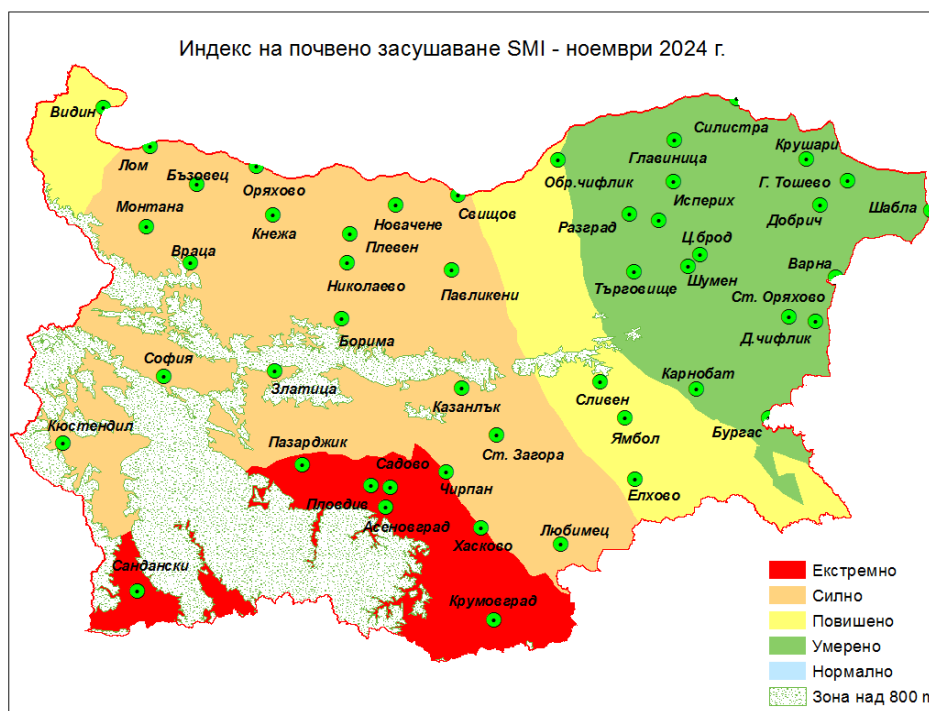 Индекс на почвено засушаване SMI - ноември 2024 г.
Видин
Силистра
Лом
Главиница
Крушари
Бъзовец
Оряхово
Обр.чифлик
Г. Тошево
Монтана
Новачене
Свищов
Исперих
Кнежа
Разград
Добрич
Шабла
Плевен
Враца
Ц.брод
Николаево
Павликени
Търговище
Шумен
Варна
Ст. Оряхово
Борима
Д.чифлик
София
Златица
Казанлък
Сливен
Карнобат
Кюстендил
Пазарджик
Ст. Загора
Ямбол
Бургас
Садово
Чирпан
Елхово
Пловдив
Асеновград
Хасково
Любимец
Сандански
Крумовград
Екстремно
Силно
Повишено
Умерено
Нормално
Зона над 800 m